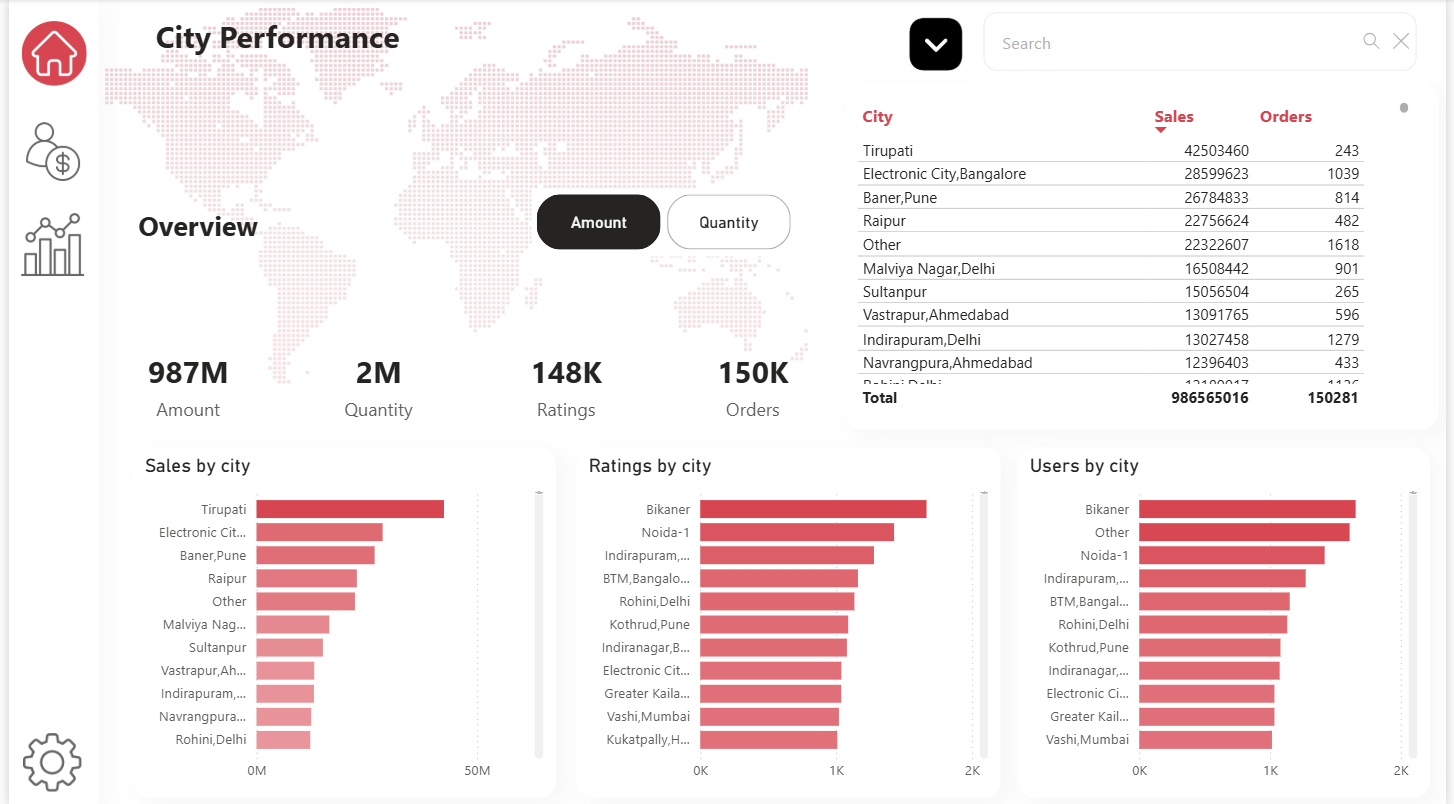 City Performance
Search
City Sales Orders
Tirupati 42503460 243
Electronic City,Bangalore 28599623 1039
Baner,Pune 26784833 814
Raipur 22756624 482
Other 22322607 1618
Malviya Nagar,Delhi 16508442 901
Sultanpur 15056504 265
Vastrapur,Ahmedabad 13091765 596
Indirapuram,Delhi 13027458 1279
Navrangpura,Ahmedabad 12396403 433
Total 986565016 150281
Overview
Amount Quantity
987M 2M 148K 150K
Amount Quantity Ratings Orders
Sales by city
Tirupati
Electronic Cit...
Baner,Pune
Raipur
Other
Malviya Nag...
Sultanpur
Vastrapur,Ah...
Indirapuram,...
Navrangpura...
Rohini,Delhi
0M 50M
Ratings by city
Bikaner
Noida-1
Indirapuram,...
BTM,Bangalo...
Rohini,Delhi
Kothrud,Pune
Indiranagar,B...
Electronic Cit...
Greater Kaila...
Vashi,Mumbai
Kukatpally,H...
0K 1K 2K
Users by city
Bikaner
Other
Noida-1
Indirapuram,...
BTM,Bangal...
Rohini,Delhi
Kothrud,Pune
Indiranagar,...
Electronic Ci...
Greater Kail...
Vashi,Mumbai
0K 1K 2K